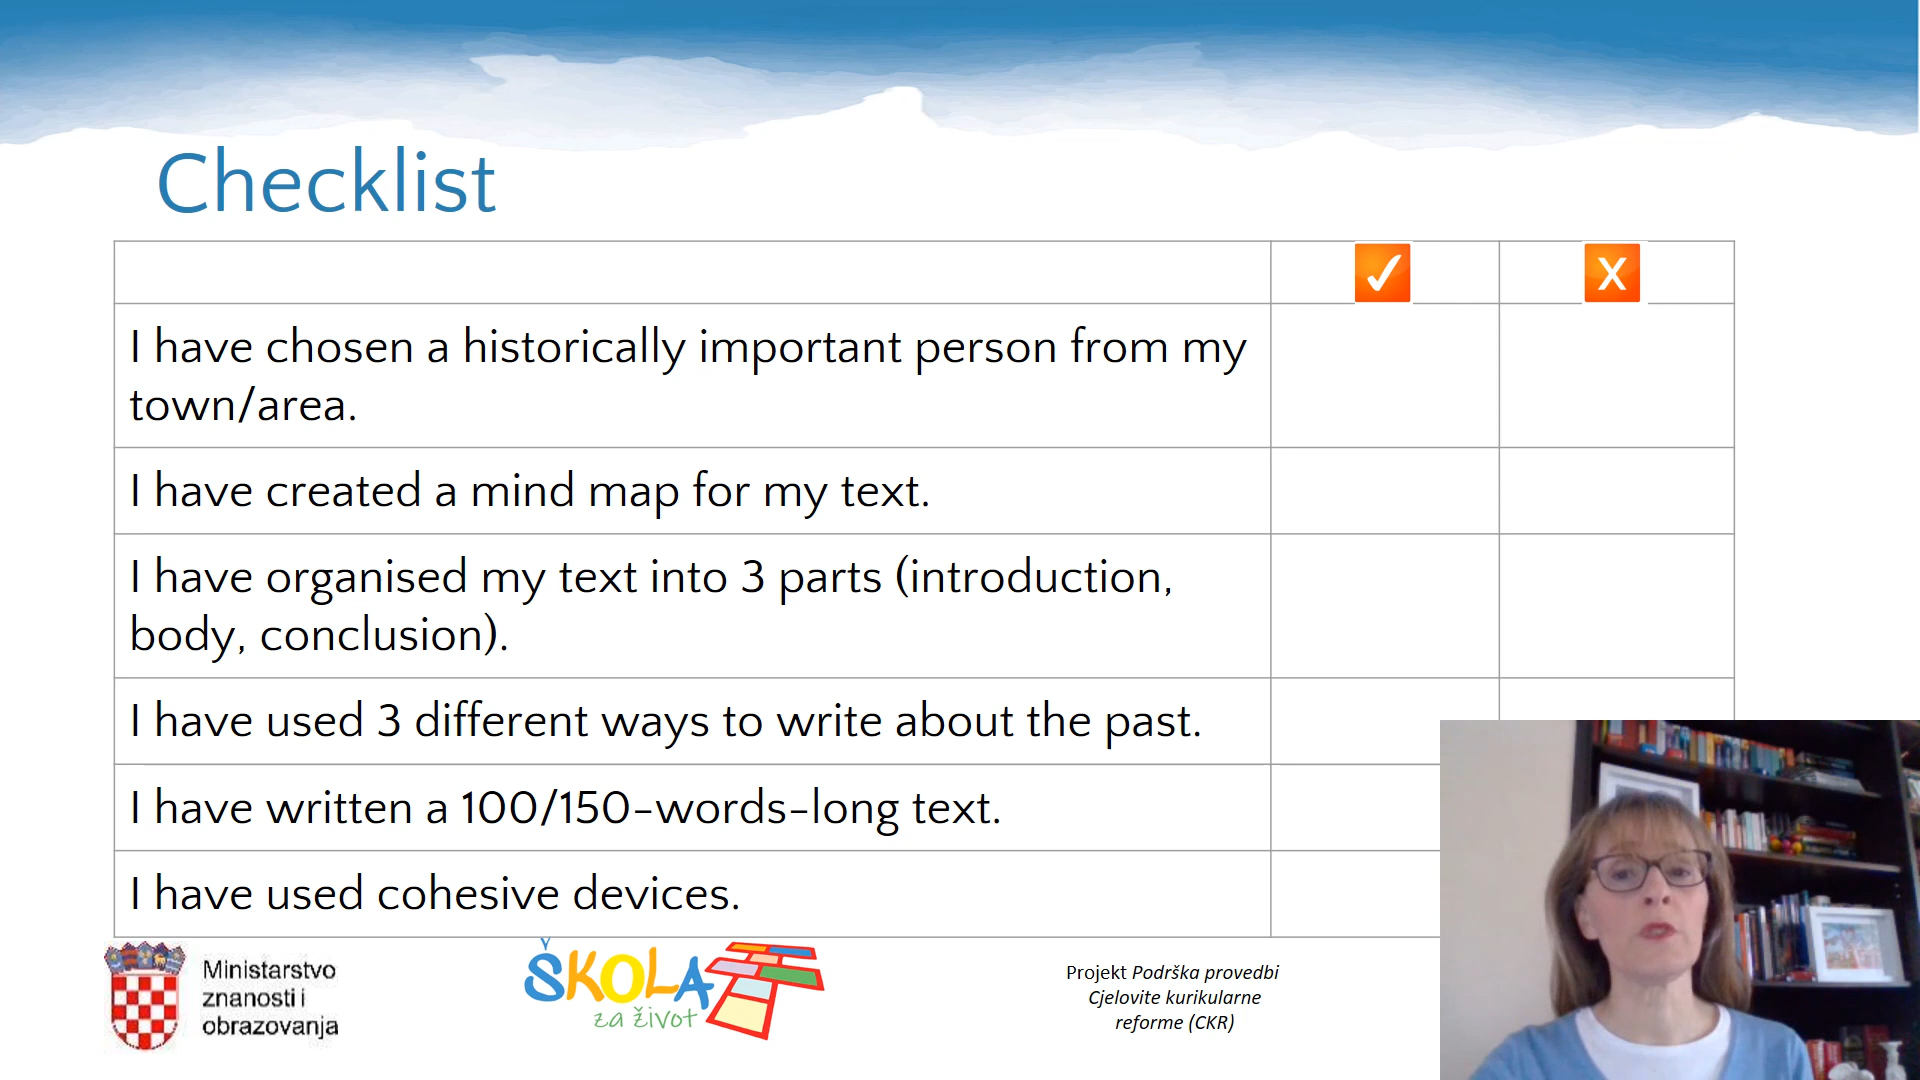 Checklist
✓ X
I have chosen a historically important person from my
town/area.
I have created a mind map for my text.
I have organised my text into 3 parts (introduction,
body, conclusion).
I have used 3 different ways to write about the past.
I have written a 100/150-words-long text.
I have used cohesive devices.
Ministarstvo
znanosti i
obrazovanja
ŠKOLA
za život
Projekt Podrška provedbi
Cjelovite kurikularne
reforme (CKR)